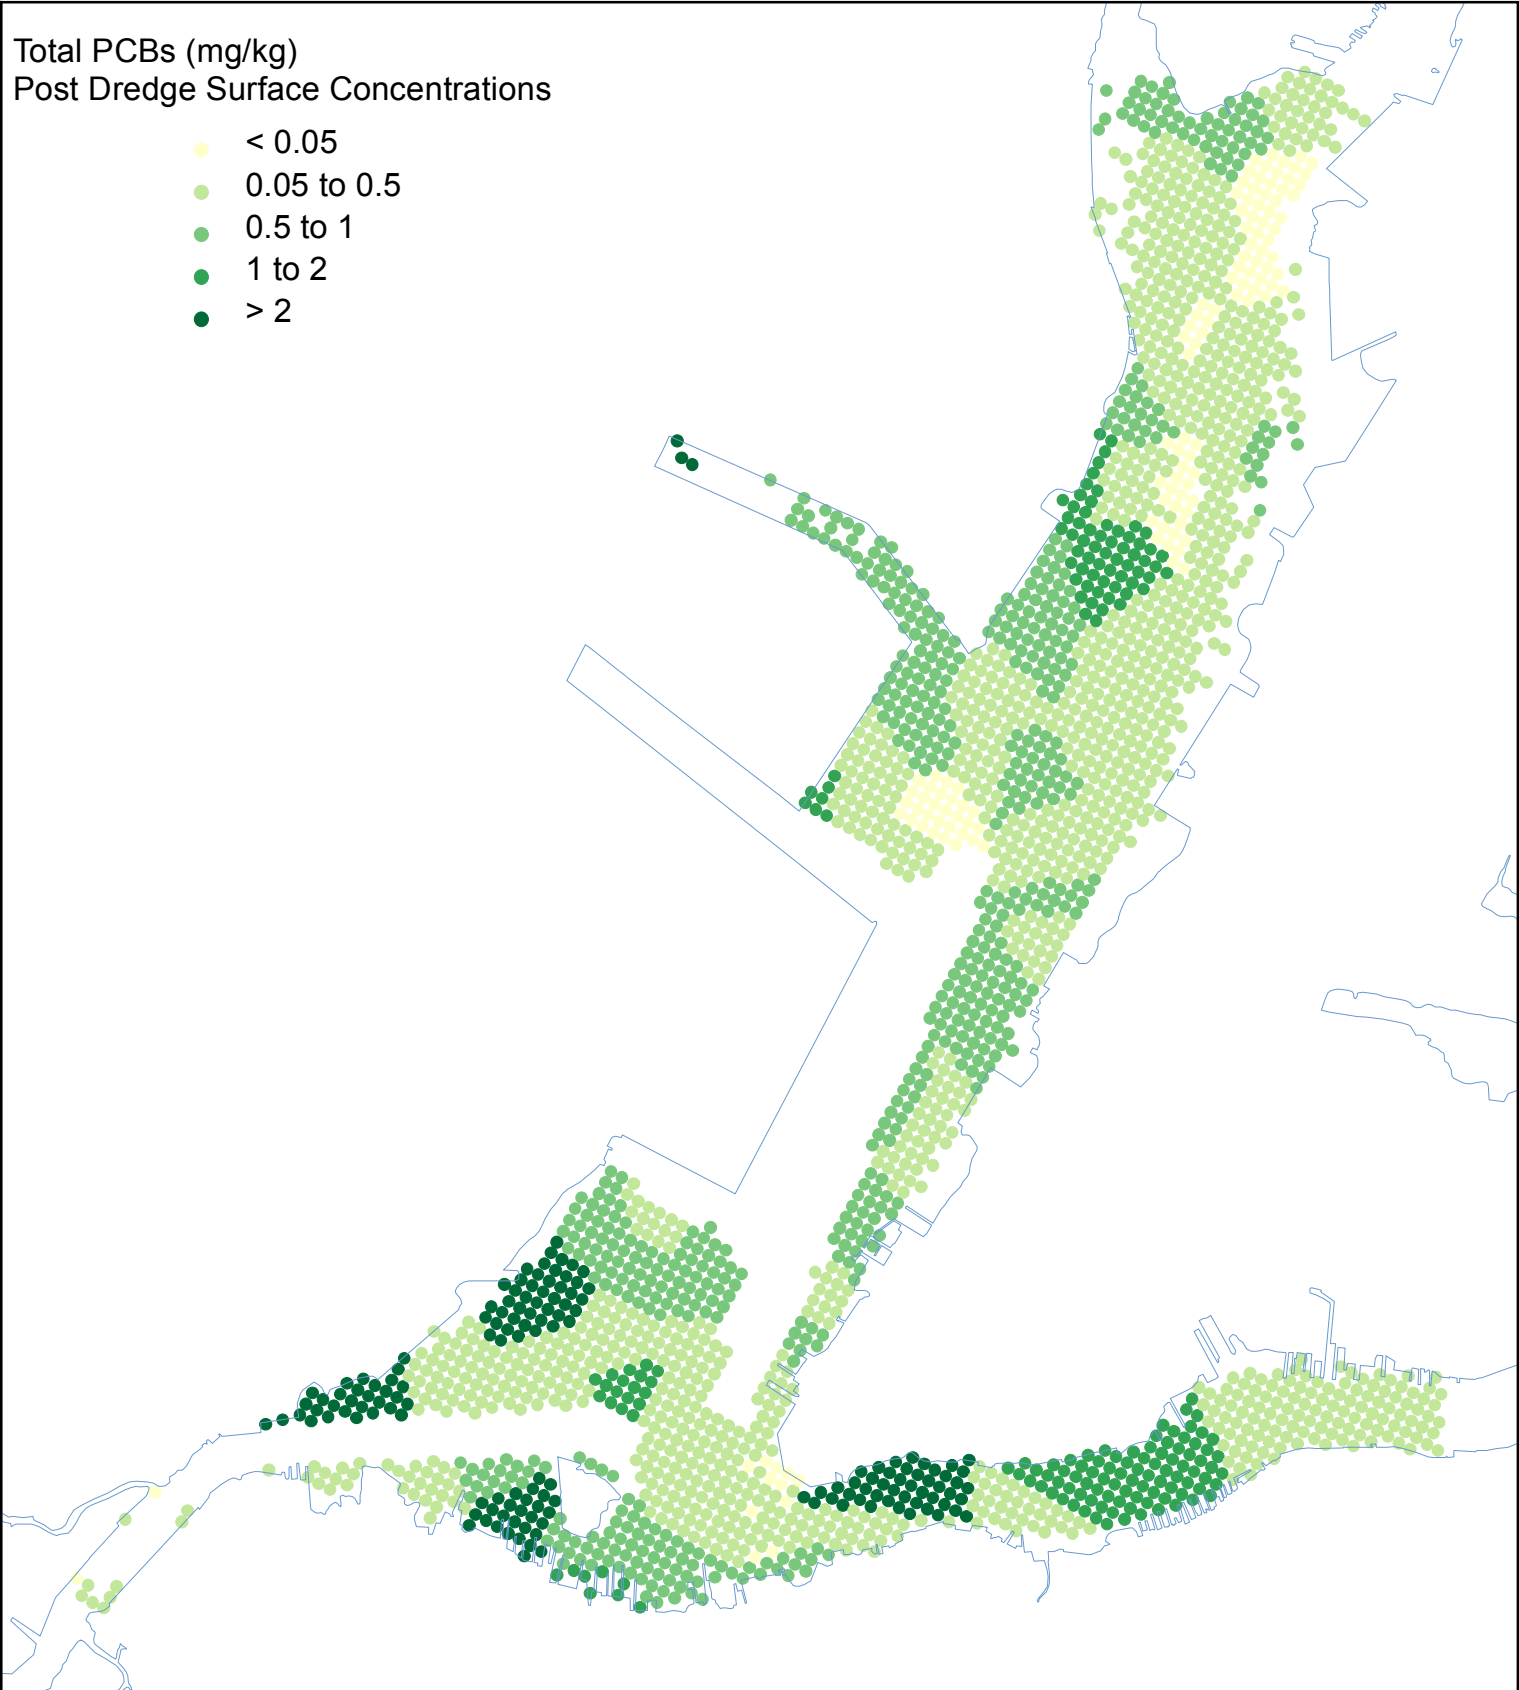 Total PCBs (mg/kg)
Post Dredge Surface Concentrations
< 0.05
0.05 to 0.5
0.5 to 1
1 to 2
> 2